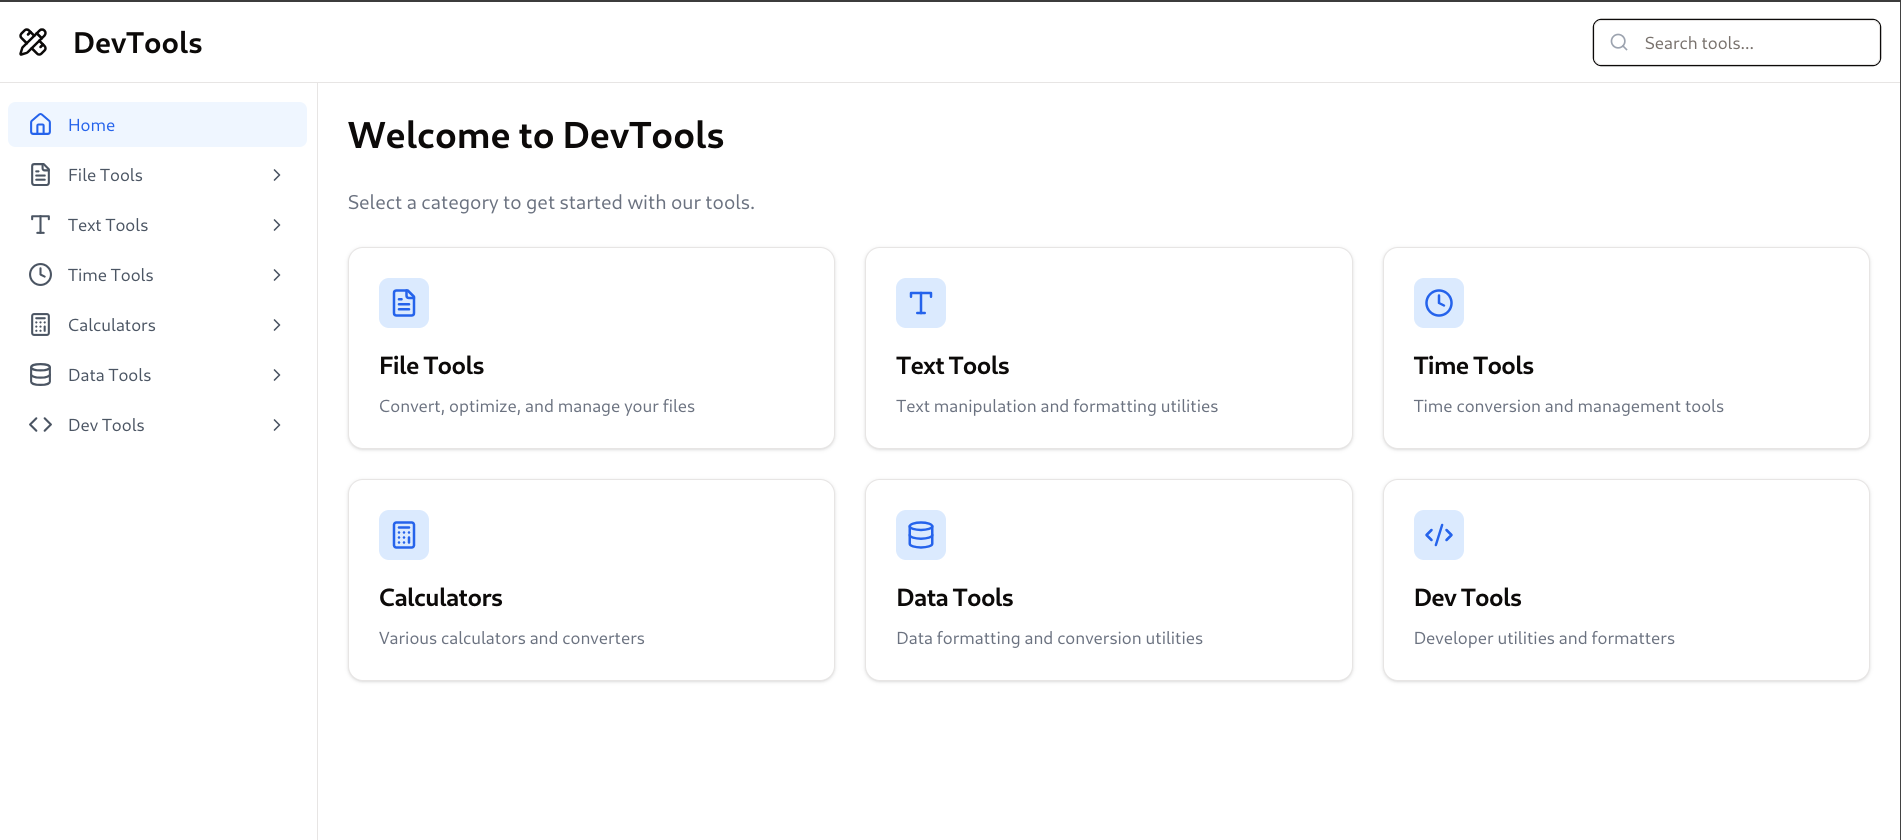 DevTools
Search tools...
Home
File Tools
Text Tools
Time Tools
Calculators
Data Tools
Dev Tools
Welcome to DevTools
Select a category to get started with our tools.
File Tools
Convert, optimize, and manage your files
Text Tools
Text manipulation and formatting utilities
Time Tools
Time conversion and management tools
Calculators
Various calculators and converters
Data Tools
Data formatting and conversion utilities
Dev Tools
Developer utilities and formatters